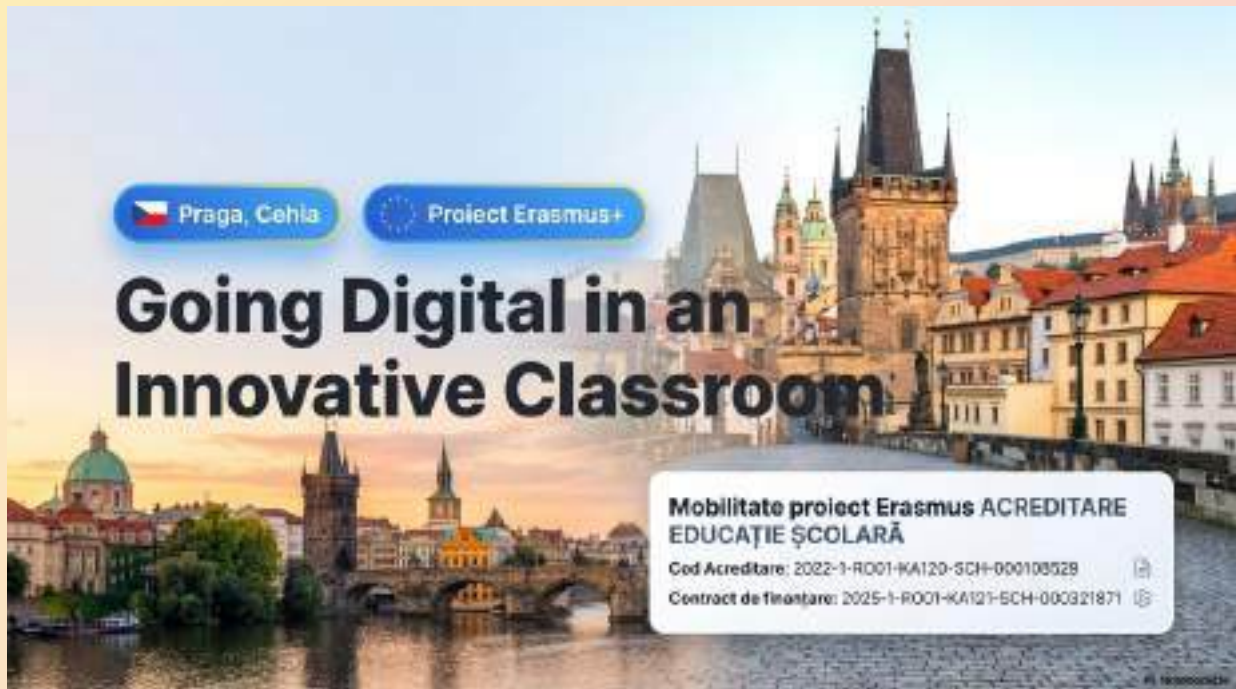 Praga, Cehia
Proiect Erasmus+
Going Digital in an
Innovative Classroom
Mobilitate proiect Erasmus ACREDITARE
EDUCAȚIE ȘCOLARĂ
Cod Acreditare: 2022-1-RO01-KA120-SCH-000108529
Contract de finanțare: 2025-1-RO01-KA121-SCH-000321871